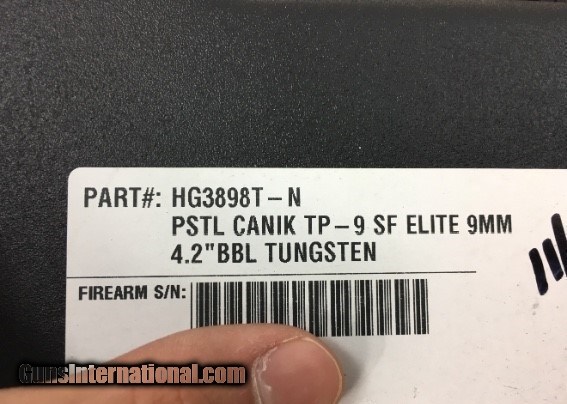 PART#: HG3898T-N
PSTL CANIK TP-9 SF ELITE 9MM
4.2"BBL TUNGSTEN
FIREARM S/N:
GunsInternational.com